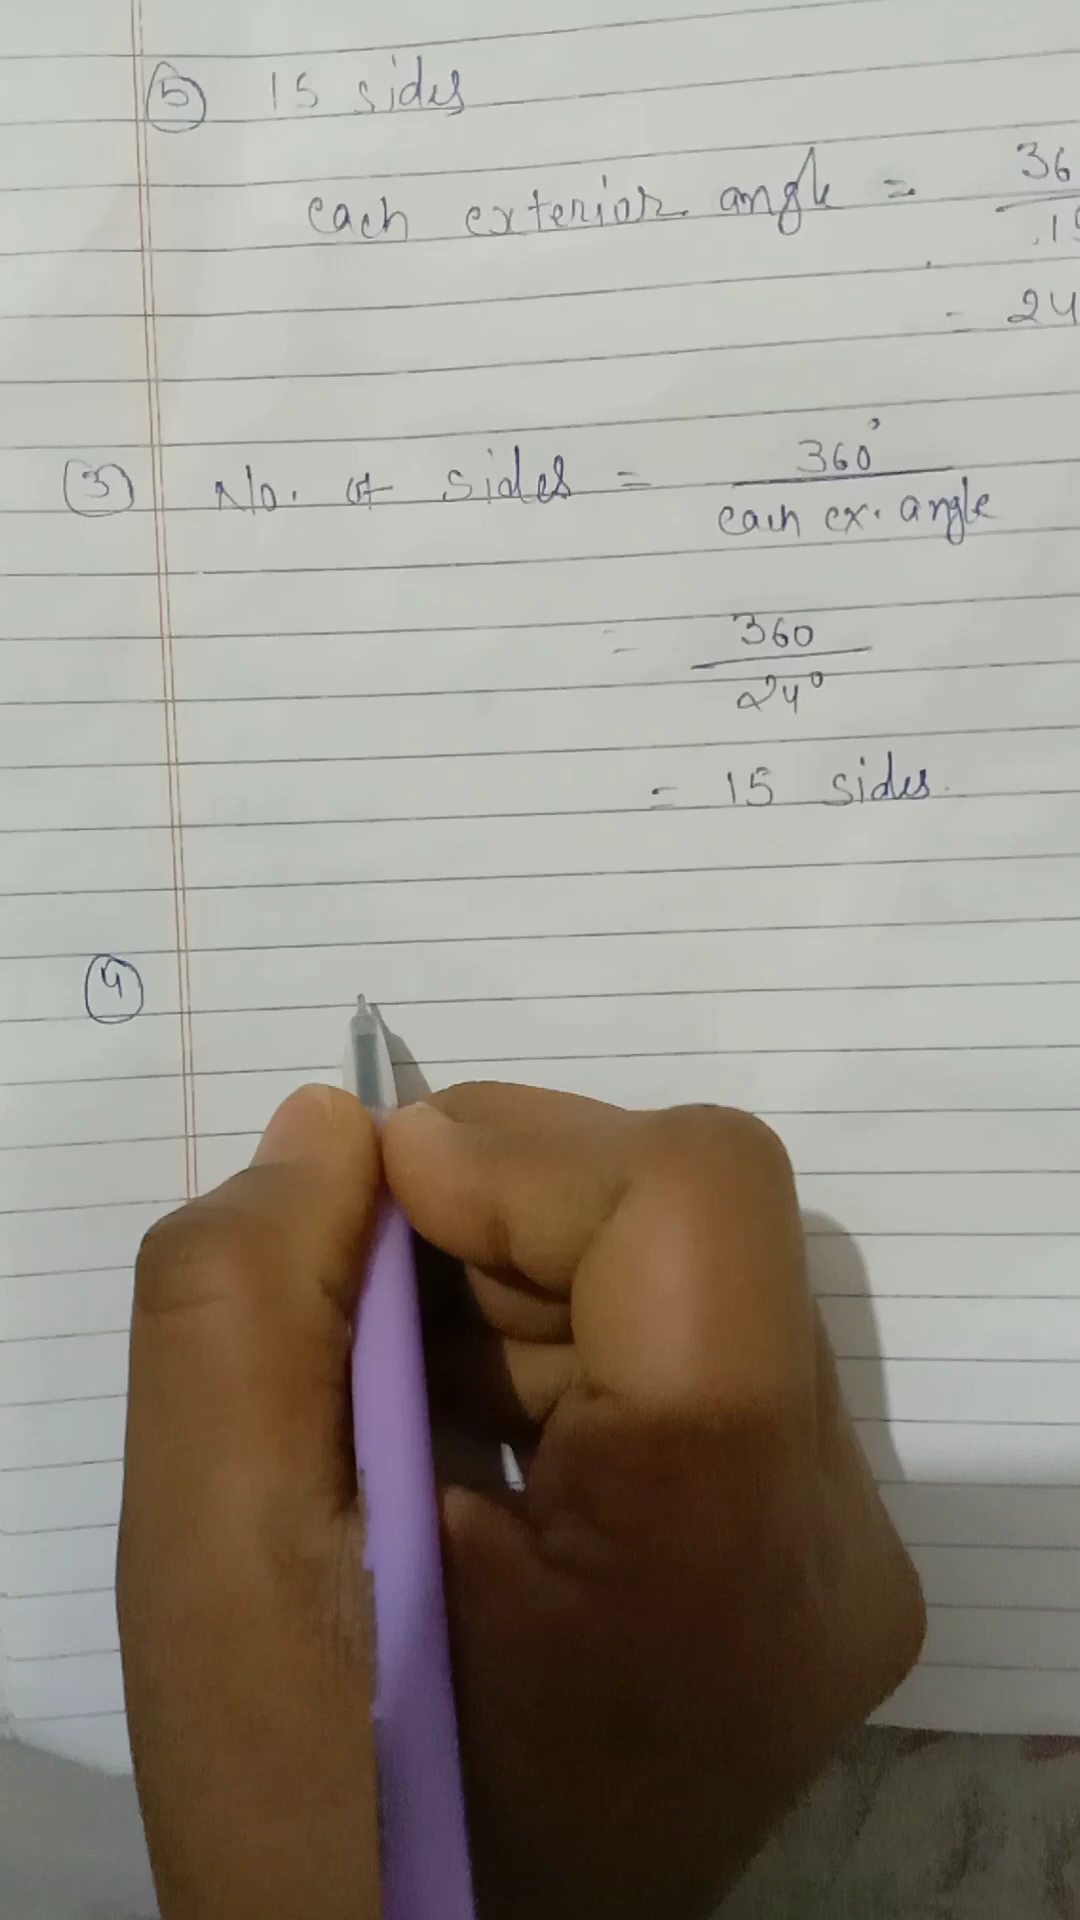 5 15 sides
each exterior angle = 36
15
= 24
3 No. of sides = 360°
each ex. angle
= 360
24°
= 15 sides.
4